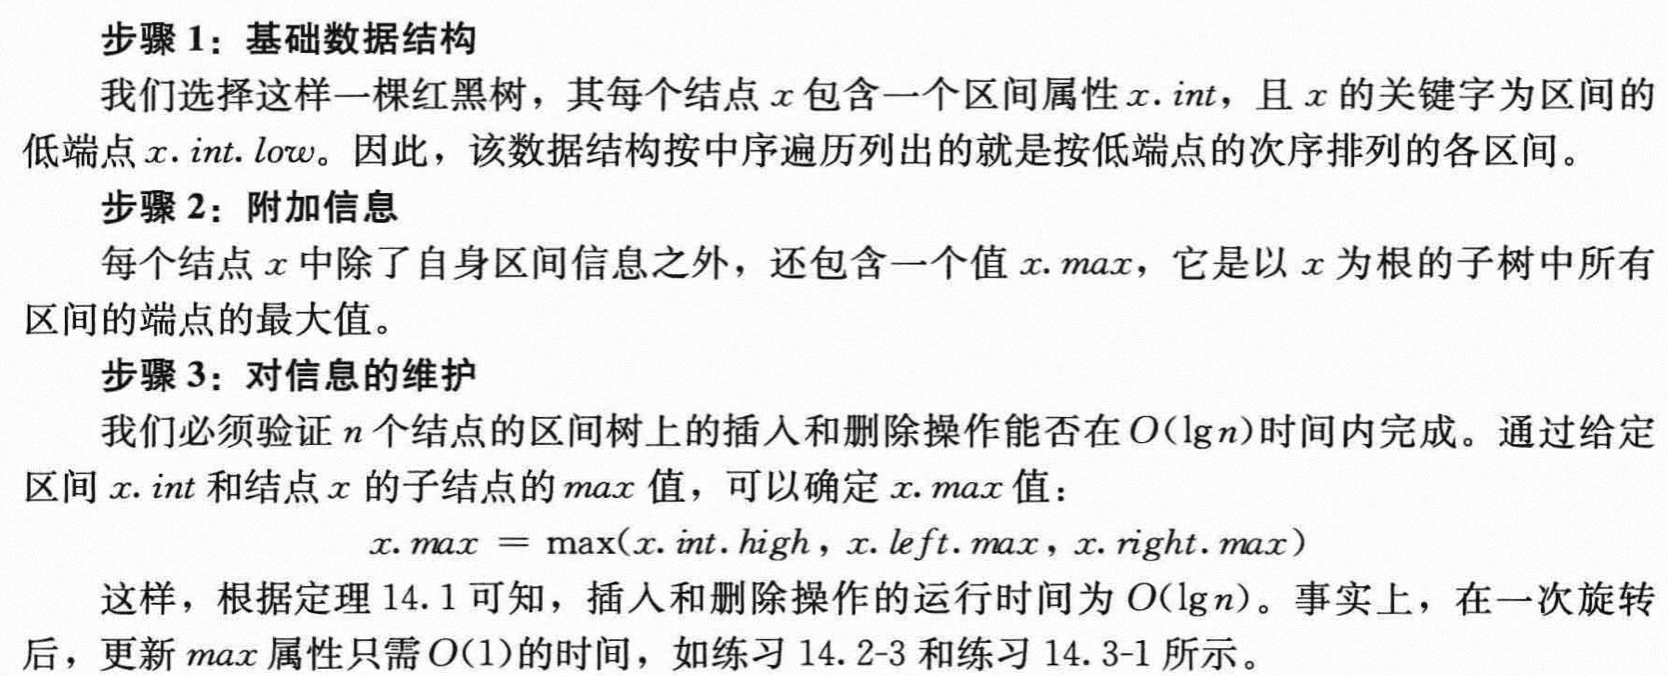 步骤1：基础数据结构
我们选择这样一棵红黑树，其每个结点 x 包含一个区间属性 x. int，且 x 的关键字为区间的
低端点 x. int. low。因此，该数据结构按中序遍历列出的就是按低端点的次序排列的各区间。
步骤2：附加信息
每个结点 x 中除了自身区间信息之外，还包含一个值 x. max，它是以 x 为根的子树中所有
区间的端点的最大值。
步骤3：对信息的维护
我们必须验证 n 个结点的区间树上的插入和删除操作能否在 O(lgn)时间内完成。通过给定
区间 x. int 和结点 x 的子结点的 max 值，可以确定 x. max 值：
x. max = max(x. int. high, x. left. max, x. right. max)
这样，根据定理 14.1 可知，插入和删除操作的运行时间为 O(lgn)。事实上，在一次旋转
后，更新 max 属性只需 O(1)的时间，如练习 14.2-3 和练习 14.3-1 所示。